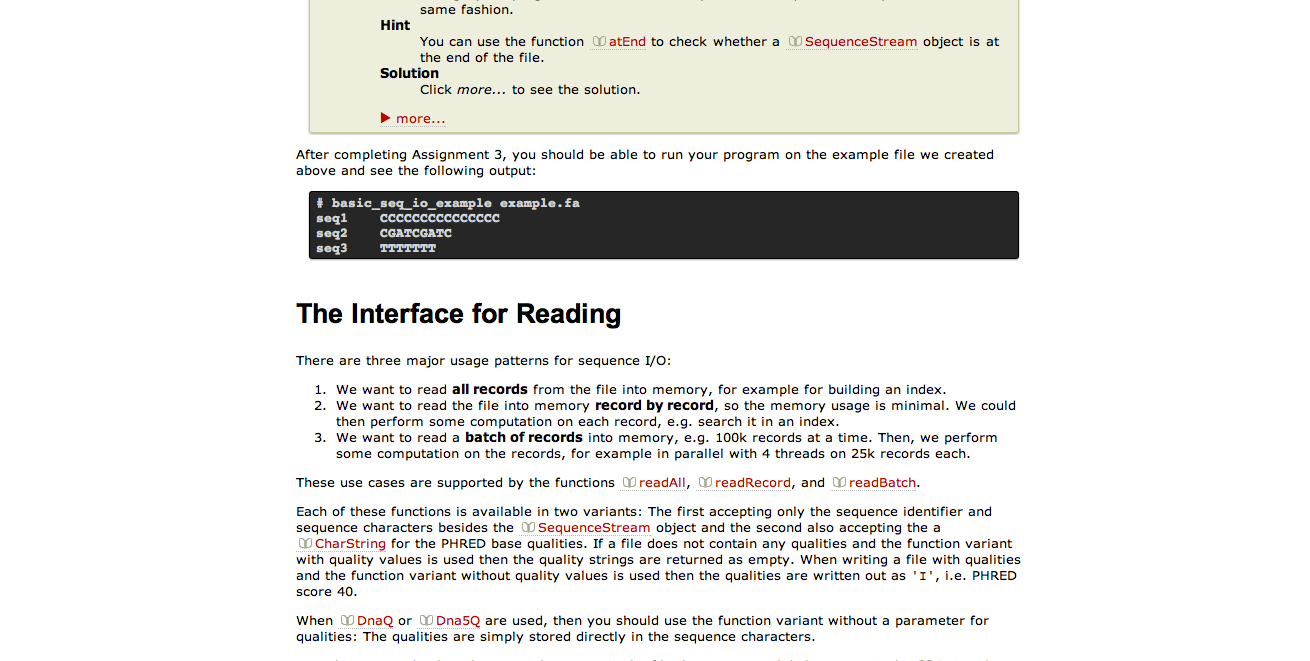 same fashion.
Hint
You can use the function atEnd to check whether a SequenceStream object is at
the end of the file.
Solution
Click more... to see the solution.
more...
After completing Assignment 3, you should be able to run your program on the example file we created
above and see the following output:
# basic_seq_io_example example.fa
seq1 CCCCCCCCCCCCCCC
seq2 CGATCGATC
seq3 TTTTTTT
The Interface for Reading
There are three major usage patterns for sequence I/O:
1. We want to read all records from the file into memory, for example for building an index.
2. We want to read the file into memory record by record, so the memory usage is minimal. We could
then perform some computation on each record, e.g. search it in an index.
3. We want to read a batch of records into memory, e.g. 100k records at a time. Then, we perform
some computation on the records, for example in parallel with 4 threads on 25k records each.
These use cases are supported by the functions readAll, readRecord, and readBatch.
Each of these functions is available in two variants: The first accepting only the sequence identifier and
sequence characters besides the SequenceStream object and the second also accepting the a
CharString for the PHRED base qualities. If a file does not contain any qualities and the function variant
with quality values is used then the quality strings are returned as empty. When writing a file with qualities
and the function variant without quality values is used then the qualities are written out as 'I', i.e. PHRED
score 40.
When DnaQ or Dna5Q are used, then you should use the function variant without a parameter for
qualities: The qualities are simply stored directly in the sequence characters.